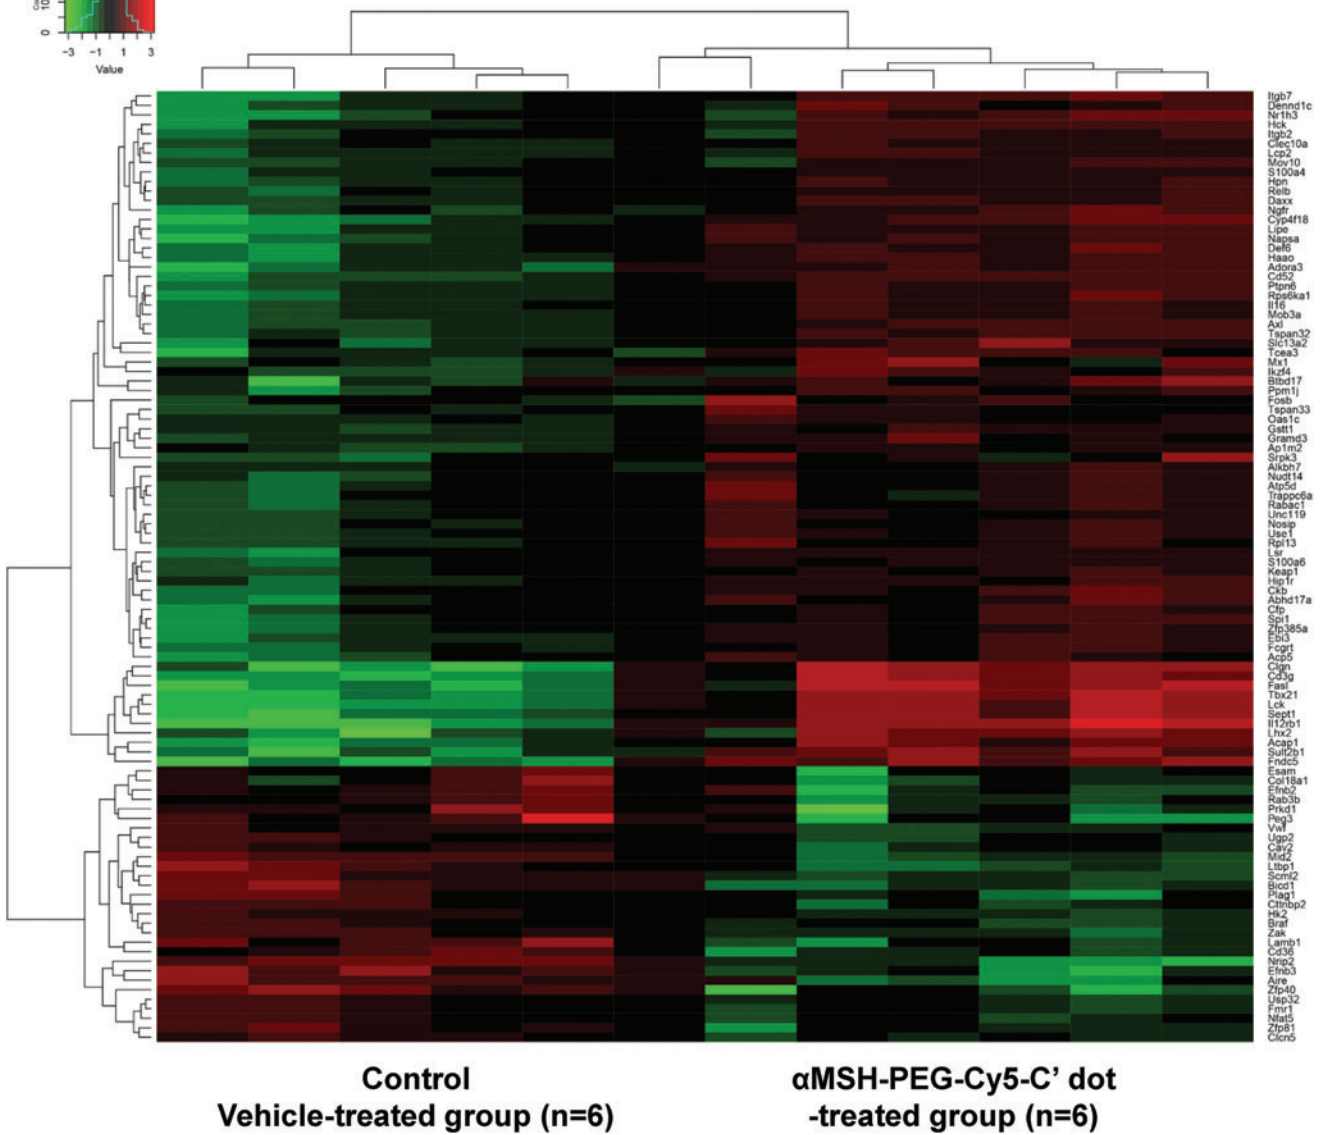 Co
0 10
-3 -1 1 3
Value
Itgb7
Dennd1c
Nr1h3
Hck
Itgb2
Clec10a
Lcp2
Mov10
S100a4
Hpn
Relb
Daxx
Ngfr
Cyp4f18
Lipe
Napsa
Def6
Haao
Adora3
Cd52
Ptpn6
Rps6ka1
Il16
Mob3a
Axl
Tspan32
Slc13a2
Tcea3
Mx1
Ikzf4
Btbd17
Ppm1j
Fosb
Tspan33
Oas1c
Gstt1
Gramd3
Ap1m2
Srpk3
Alkbh7
Nudt14
Atp5d
Trappc6a
Rabac1
Unc119
Nosip
Use1
Rpl13
Lsr
S100a6
Keap1
Hip1r
Ckb
Abhd17a
Cfp
Spi1
Zfp385a
Ebi3
Fcgrt
Acp5
Clgn
Cd3g
Fasl
Tbx21
Lck
Sept1
Il12rb1
Lhx2
Acap1
Sult2b1
Fndc5
Esam
Col18a1
Efnb2
Rab3b
Prkd1
Peg3
Vwf
Ugp2
Cav2
Mid2
Ltbp1
Scml2
Bicd1
Plag1
Cttnbp2
Hk2
Braf
Zak
Lamb1
Cd36
Nrip2
Efnb3
Aire
Zfp40
Usp32
Fmr1
Nfat5
Zfp81
Clcn5
Control
Vehicle-treated group (n=6)
αMSH-PEG-Cy5-C’ dot
-treated group (n=6)